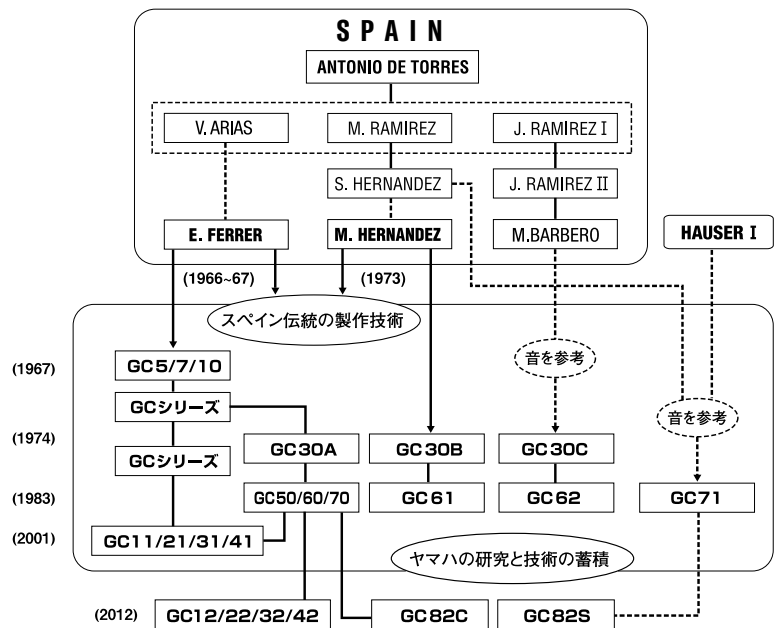 SPAIN
ANTONIO DE TORRES
V. ARIAS
M. RAMIREZ
J. RAMIREZ I
S. HERNANDEZ
J. RAMIREZ II
E. FERRER
M. HERNANDEZ
M.BARBERO
HAUSER I
(1966~67)
(1973)
スペイン伝統の製作技術
(1967)
GC5/7/10
音を参考
GCシリーズ
音を参考
(1974)
GC30A
GC30B
GC30C
GCシリーズ
(1983)
GC50/60/70
GC61
GC62
GC71
(2001)
GC11/21/31/41
ヤマハの研究と技術の蓄積
(2012)
GC12/22/32/42
GC82C
GC82S